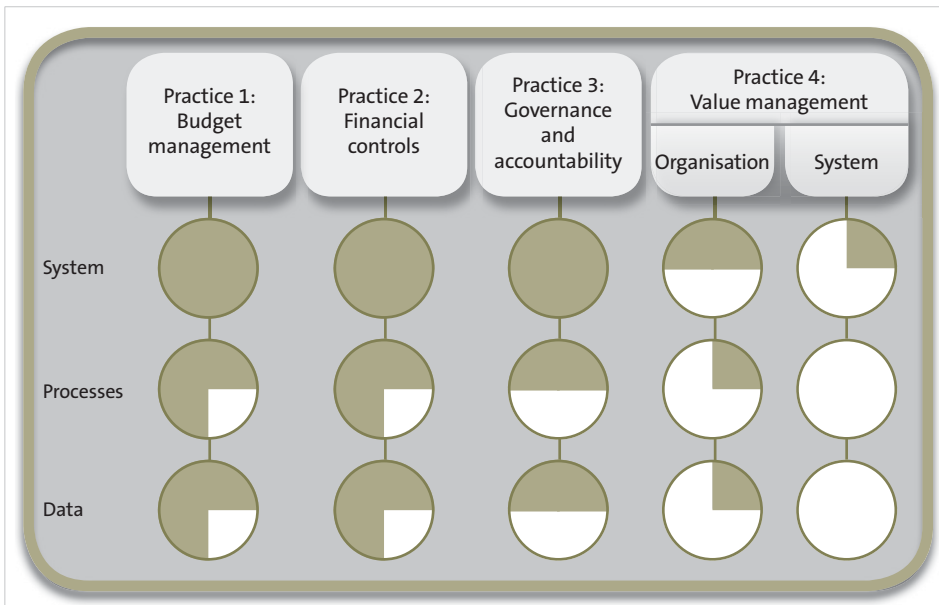 Practice 1:
Budget
management
Practice 2:
Financial
controls
Practice 3:
Governance
and
accountability
Practice 4:
Value management
Organisation
System
System
Processes
Data